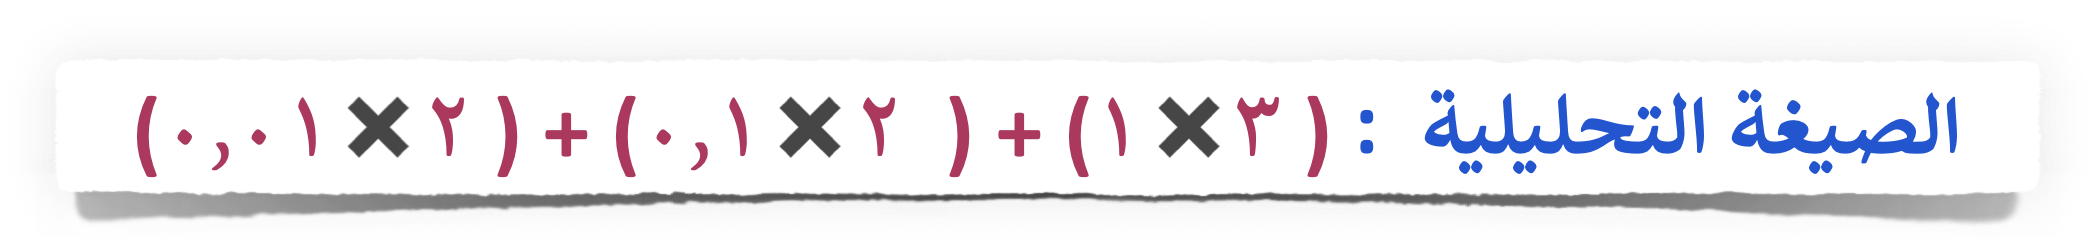 الصيغة التحليلية : ( ٣ ✖ ١) + ( ٢ ✖ ٠,١) + ( ٢ ✖ ٠,٠١)